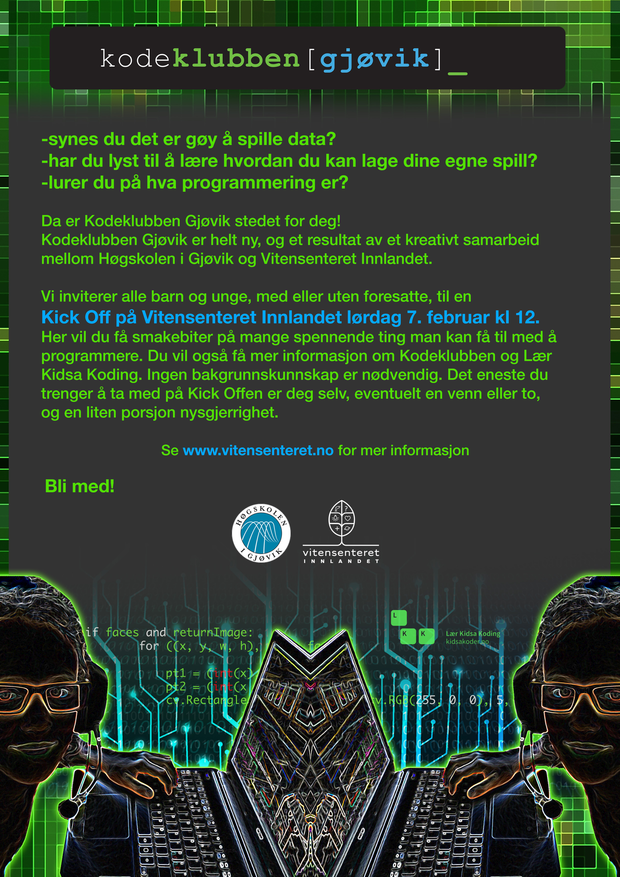 kodeklubben[gjøvik]_
-synes du det er gøy å spille data?
-har du lyst til å lære hvordan du kan lage dine egne spill?
-lurer du på hva programmering er?
Da er Kodeklubben Gjøvik stedet for deg!
Kodeklubben Gjøvik er helt ny, og et resultat av et kreativt samarbeid
mellom Høgskolen i Gjøvik og Vitensenteret Innlandet.
Vi inviterer alle barn og unge, med eller uten foresatte, til en
Kick Off på Vitensenteret Innlandet lørdag 7. februar kl 12.
Her vil du få smakebiter på mange spennende ting man kan få til med å
programmere. Du vil også få mer informasjon om Kodeklubben og Lær
Kidsa Koding. Ingen bakgrunnskunnskap er nødvendig. Det eneste du
trenger å ta med på Kick Offen er deg selv, eventuelt en venn eller to,
og en liten porsjon nysgjerrighet.
Se www.vitensenteret.no for mer informasjon
Bli med!
HØGSKOLEN
I GJØVIK
vitensenteret
INNLANDET
L
K K
Lær Kidsa Koding
kidsakoder.no
if faces and returnImage:
for ((x, y, w, h),
pt1 = (int(x)
pt2 = (int(x)
cv.Rectangle
cv.RGB(255, 0, 0), 5,